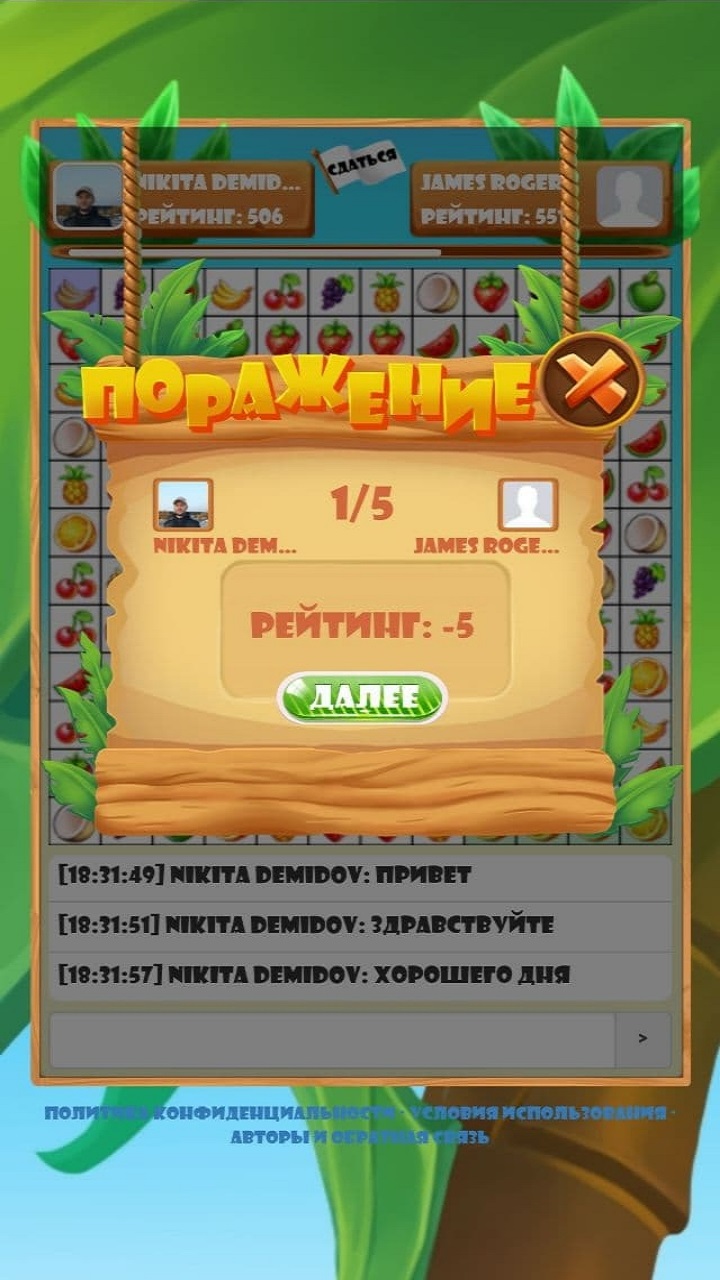 СДАТЬСЯ
NIKITA DEMID...
JAMES ROGER
РЕЙТИНГ: 506
РЕЙТИНГ: 55
ПОРАЖЕНИЕ
1/5
NIKITA DEM...
JAMES ROGE...
РЕЙТИНГ: -5
ДАЛЕЕ
[18:31:49] NIKITA DEMIDOV: ПРИВЕТ
[18:31:51] NIKITA DEMIDOV: ЗДРАВСТВУЙТЕ
[18:31:57] NIKITA DEMIDOV: ХОРОШЕГО ДНЯ
>
ПОЛИТИКА КОНФИДЕНЦИАЛЬНОСТИ · УСЛОВИЯ ИСПОЛЬЗОВАНИЯ ·
АВТОРЫ И ОБРАТНАЯ СВЯЗЬ